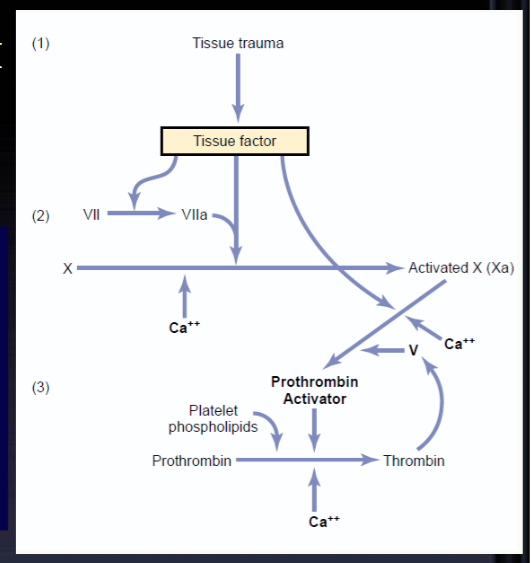 (1)
Tissue trauma
Tissue factor
(2)
VII
VIIa
X
Activated X (Xa)
Ca++
Ca++
V
(3)
Prothrombin
Activator
Platelet
phospholipids
Prothrombin
Thrombin
Ca++